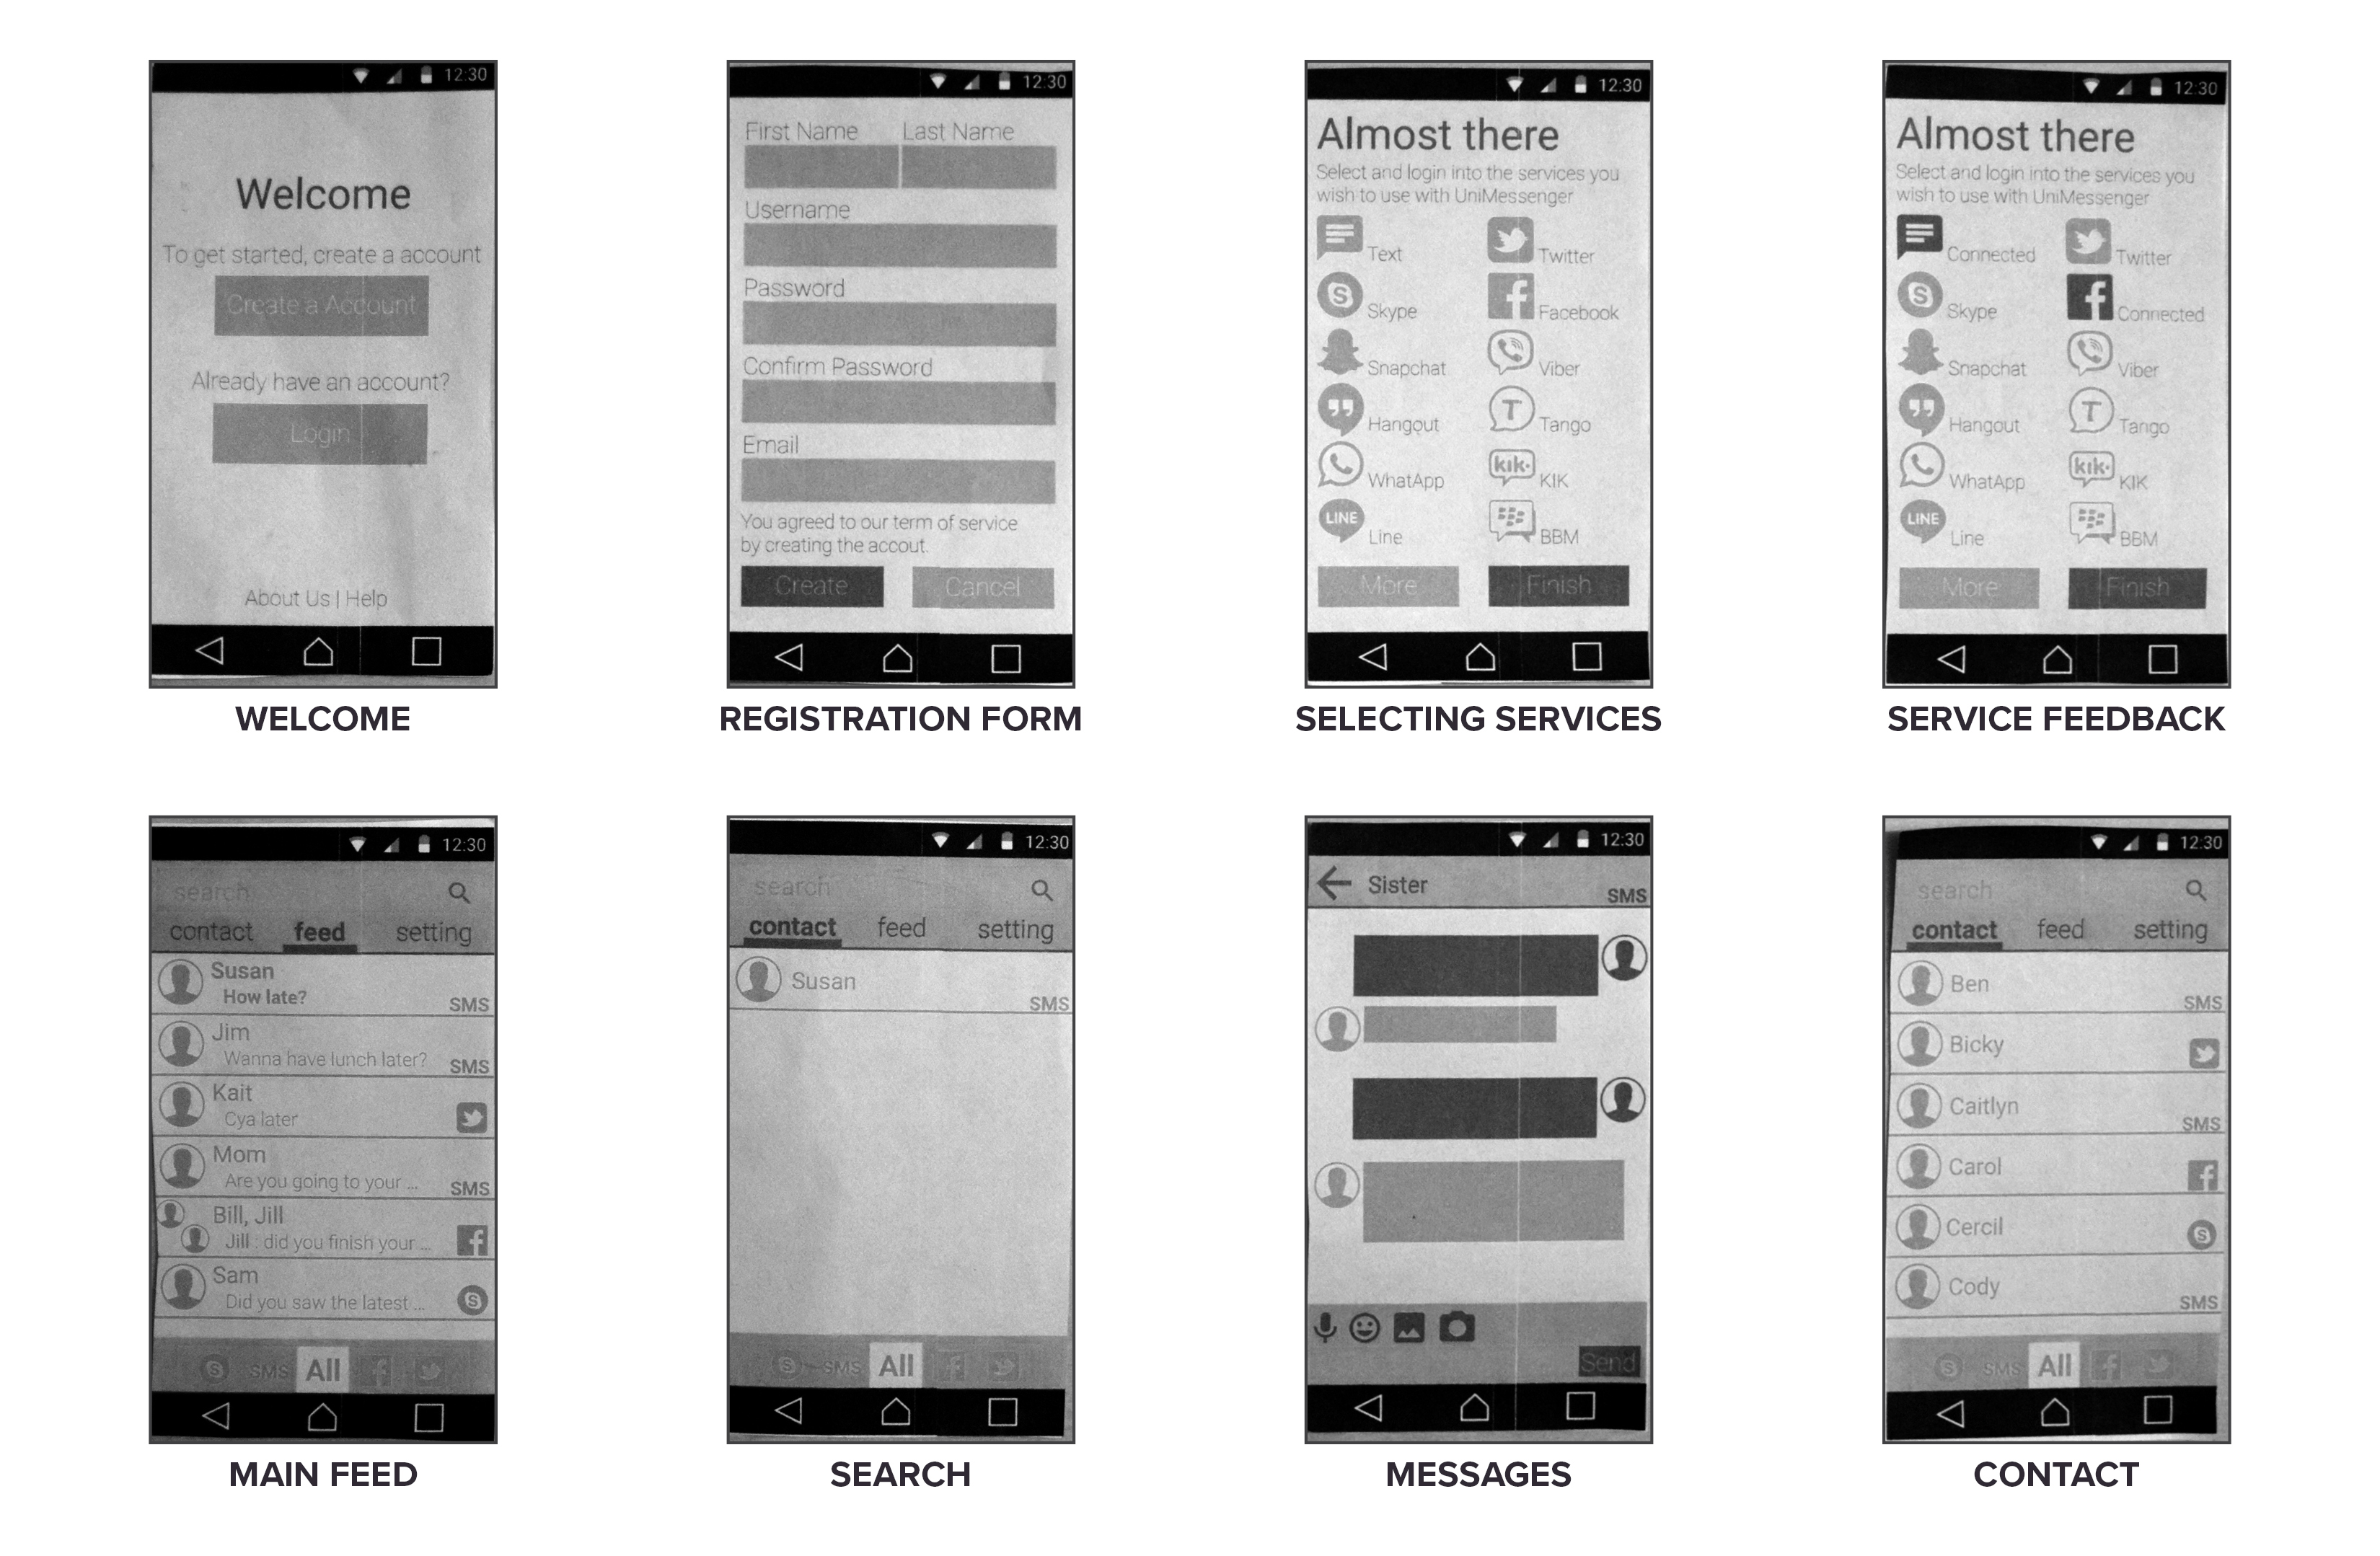 12:30
Welcome
To get started, create a account
Create a Account
Already have an account?
Login
About Us | Help
WELCOME
12:30
First Name Last Name
Username
Password
Confirm Password
Email
You agreed to our term of service
by creating the accout.
Create Cancel
REGISTRATION FORM
12:30
Almost there
Select and login into the services you
wish to use with UniMessenger
Text Twitter
Skype Facebook
Snapchat Viber
Hangout Tango
WhatApp kik. KIK
LINE Line BBM
More Finish
SELECTING SERVICES
12:30
Almost there
Select and login into the services you
wish to use with UniMessenger
Connected Twitter
Skype Connected
Snapchat Viber
Hangout Tango
WhatApp kik. KIK
LINE Line BBM
More Finish
SERVICE FEEDBACK
12:30
search
contact feed setting
Susan
How late?
SMS
Jim
Wanna have lunch later?
SMS
Kait
Cya later
Mom
Are you going to your ...
SMS
Bill, Jill
Jill : did you finish your ...
Sam
Did you saw the latest ...
SMS All
MAIN FEED
12:30
search
contact feed setting
Susan
SMS
SMS All
SEARCH
12:30
Sister
SMS
Send
MESSAGES
12:30
search
contact feed setting
Ben
SMS
Bicky
Caitlyn
SMS
Carol
Cercil
Cody
SMS
SMS All
CONTACT